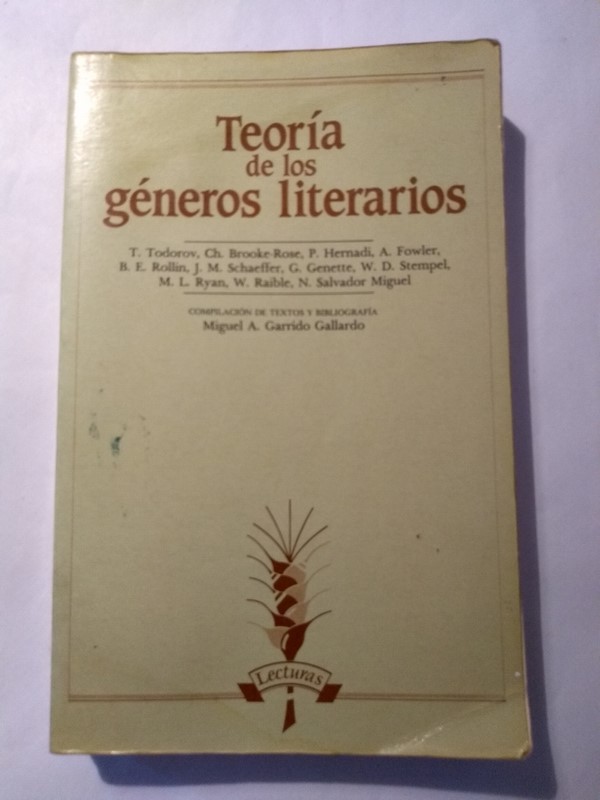 Teoría
de los
géneros literarios
T. Todorov, Ch. Brooke-Rose, P. Hernadi, A. Fowler,
B. E. Rollin, J. M. Schaeffer, G. Genette, W. D. Stempel,
M. L. Ryan, W. Raible, N. Salvador Miguel
COMPILACIÓN DE TEXTOS Y BIBLIOGRAFÍA
Miguel A. Garrido Gallardo
Lecturas